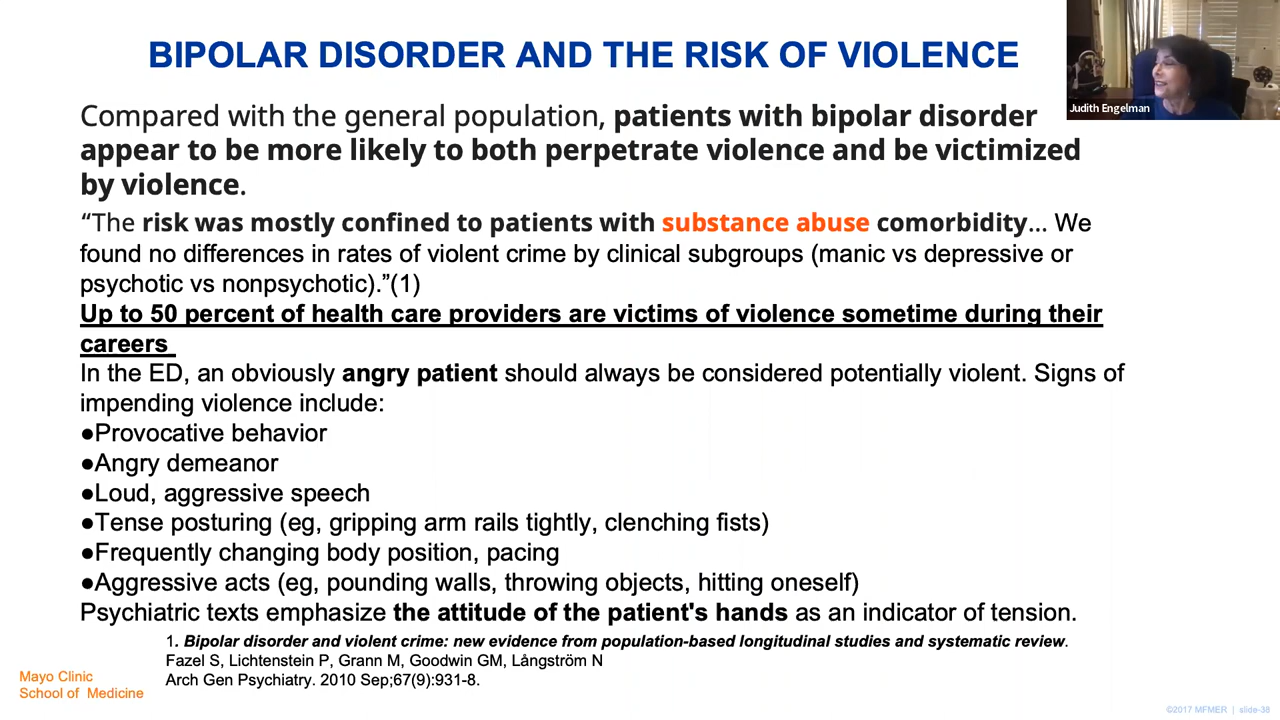 BIPOLAR DISORDER AND THE RISK OF VIOLENCE
Judith Engelman
Compared with the general population, patients with bipolar disorder
appear to be more likely to both perpetrate violence and be victimized
by violence.
“The risk was mostly confined to patients with substance abuse comorbidity... We
found no differences in rates of violent crime by clinical subgroups (manic vs depressive or
psychotic vs nonpsychotic).”(1)
Up to 50 percent of health care providers are victims of violence sometime during their
careers
In the ED, an obviously angry patient should always be considered potentially violent. Signs of
impending violence include:
●Provocative behavior
●Angry demeanor
●Loud, aggressive speech
●Tense posturing (eg, gripping arm rails tightly, clenching fists)
●Frequently changing body position, pacing
●Aggressive acts (eg, pounding walls, throwing objects, hitting oneself)
Psychiatric texts emphasize the attitude of the patient's hands as an indicator of tension.
1. Bipolar disorder and violent crime: new evidence from population-based longitudinal studies and systematic review.
Fazel S, Lichtenstein P, Grann M, Goodwin GM, Långström N
Arch Gen Psychiatry. 2010 Sep;67(9):931-8.
Mayo Clinic
School of Medicine
©2017 MFMER | slide-38